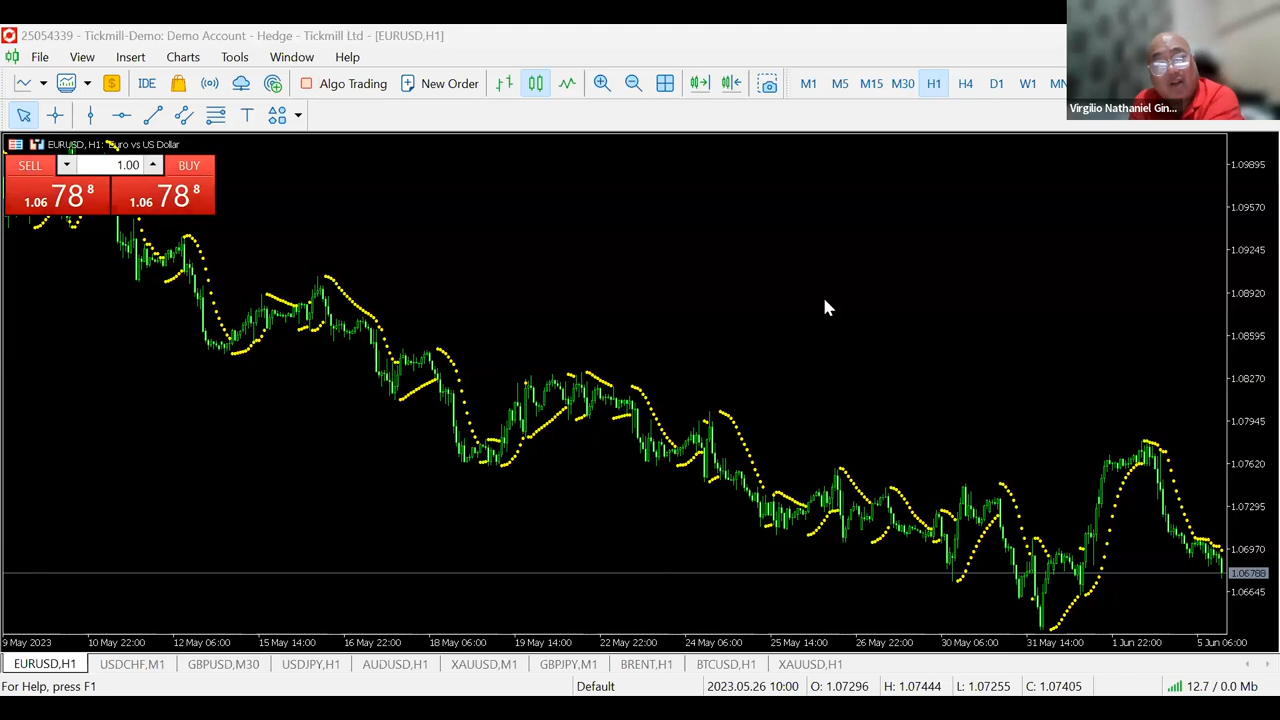 25054339 - Tickmill-Demo: Demo Account - Hedge - Tickmill Ltd - [EURUSD,H1]
File View Insert Charts Tools Window Help
IDE Algo Trading New Order M1 M5 M15 M30 H1 H4 D1 W1 MN
Virgilio Nathaniel Gin...
T
EURUSD, H1: Euro vs US Dollar
SELL 1.00 BUY
1.06 78 8 1.06 78 8
1.09895
1.09570
1.09245
1.08920
1.08595
1.08270
1.07945
1.07620
1.07295
1.06970
1.06788
1.06645
9 May 2023 10 May 22:00 12 May 06:00 15 May 14:00 16 May 22:00 18 May 06:00 19 May 14:00 22 May 22:00 24 May 06:00 25 May 14:00 26 May 22:00 30 May 06:00 31 May 14:00 1 Jun 22:00 5 Jun 06:00
EURUSD,H1 USDCHF,M1 GBPUSD,M30 USDJPY,H1 AUDUSD,H1 XAUUSD,M1 GBPJPY,M1 BRENT,H1 BTCUSD,H1 XAUUSD,H1
For Help, press F1 Default 2023.05.26 10:00 O: 1.07296 H: 1.07444 L: 1.07255 C: 1.07405 12.7 / 0.0 Mb